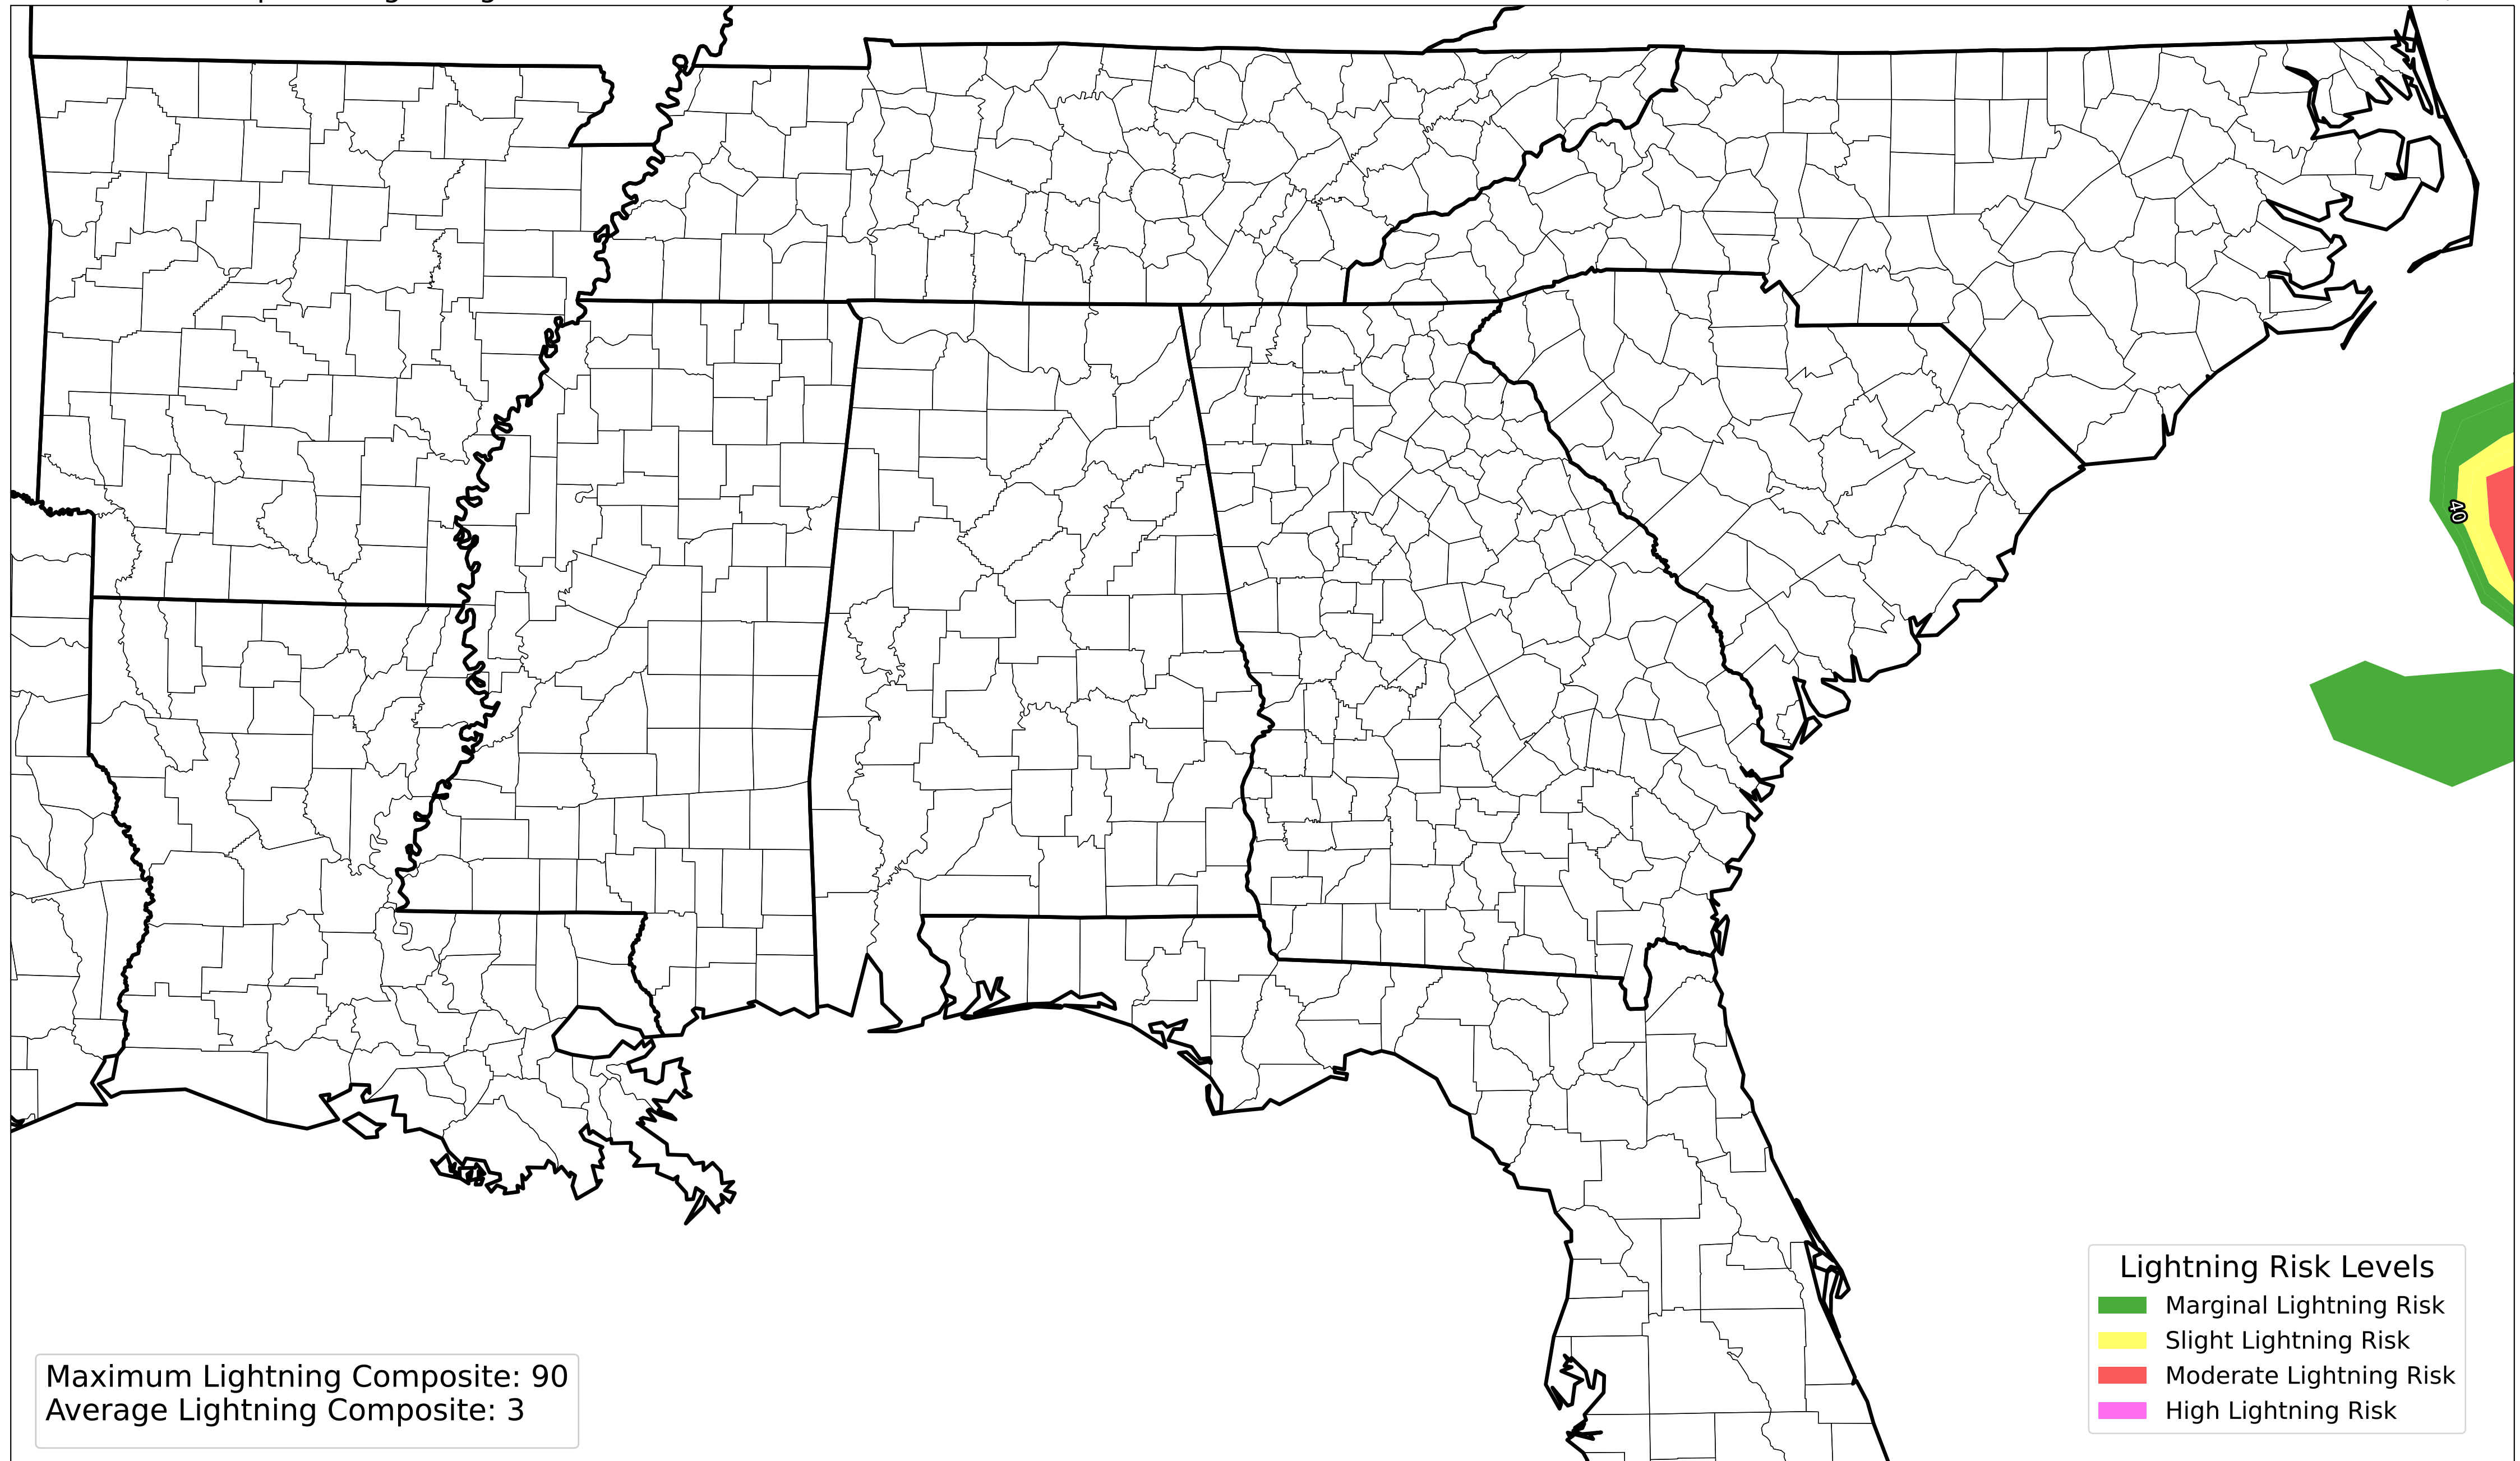 40
Lightning Risk Levels
Marginal Lightning Risk
Slight Lightning Risk
Moderate Lightning Risk
High Lightning Risk
Maximum Lightning Composite: 90
Average Lightning Composite: 3